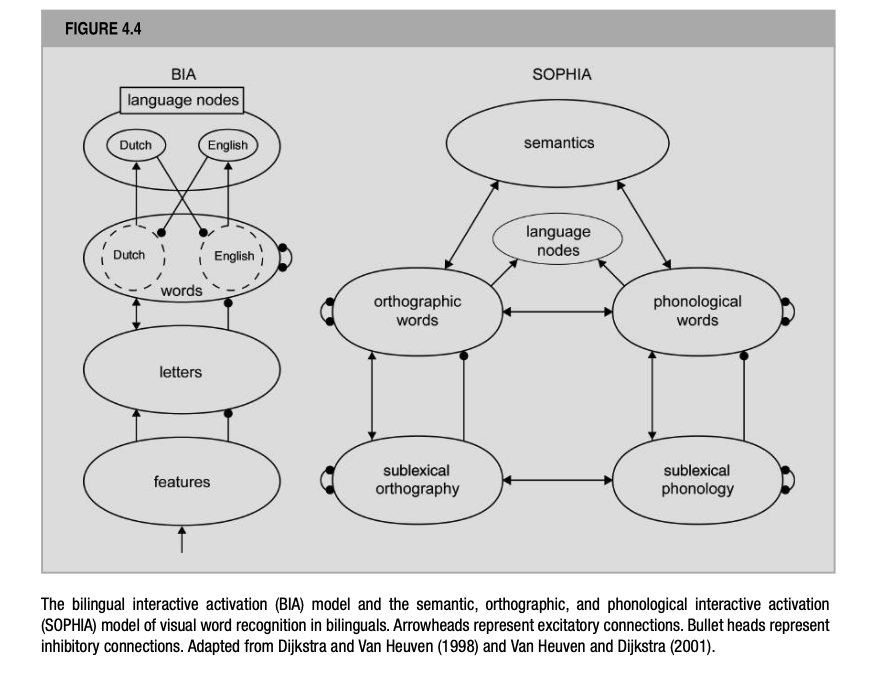 FIGURE 4.4
BIA
language nodes
Dutch
English
Dutch
English
words
letters
features
SOPHIA
semantics
language
nodes
orthographic
words
phonological
words
sublexical
orthography
sublexical
phonology
The bilingual interactive activation (BIA) model and the semantic, orthographic, and phonological interactive activation
(SOPHIA) model of visual word recognition in bilinguals. Arrowheads represent excitatory connections. Bullet heads represent
inhibitory connections. Adapted from Dijkstra and Van Heuven (1998) and Van Heuven and Dijkstra (2001).